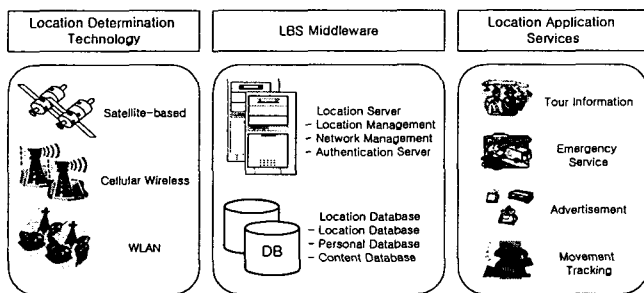 Location Determination
Technology
LBS Middleware
Location Application
Services
Satellite-based
Cellular Wireless
WLAN
Location Server
- Location Management
- Network Management
- Authentication Server
DB
Location Database
- Location Database
- Personal Database
- Content Database
Tour Information
Emergency
Service
Advertisement
Movement
Tracking